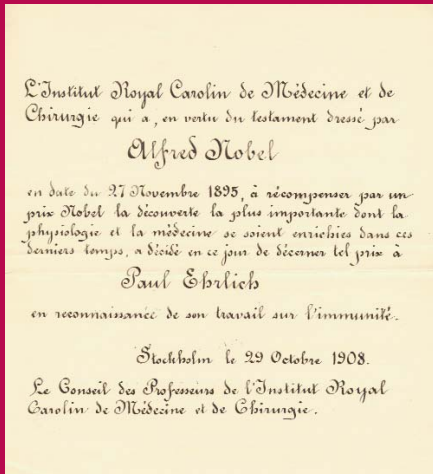 L'Institut Royal Carolin de Médecine et de
Chirurgie qui a, en vertu du testament dressé par
Alfred Nobel
en date du 27 Novembre 1895, à récompenser par un
prix Nobel la découverte la plus importante dont la
physiologie et la médecine se soient enrichies dans ces
derniers temps, a décidé en ce jour de décerner tel prix à
Paul Ehrlich
en reconnaissance de son travail sur l'immunité.
Stockholm le 29 Octobre 1908.
Le Conseil des Professeurs de l'Institut Royal
Carolin de Médecine et de Chirurgie.